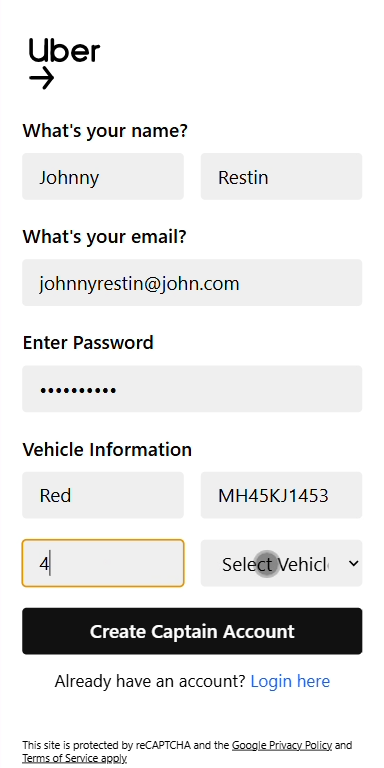 Uber
What's your name?
Johnny Restin
What's your email?
johnnyrestin@john.com
Enter Password
••••••••••
Vehicle Information
Red MH45KJ1453
4 Select Vehicl
Create Captain Account
Already have an account? Login here
This site is protected by reCAPTCHA and the Google Privacy Policy and
Terms of Service apply